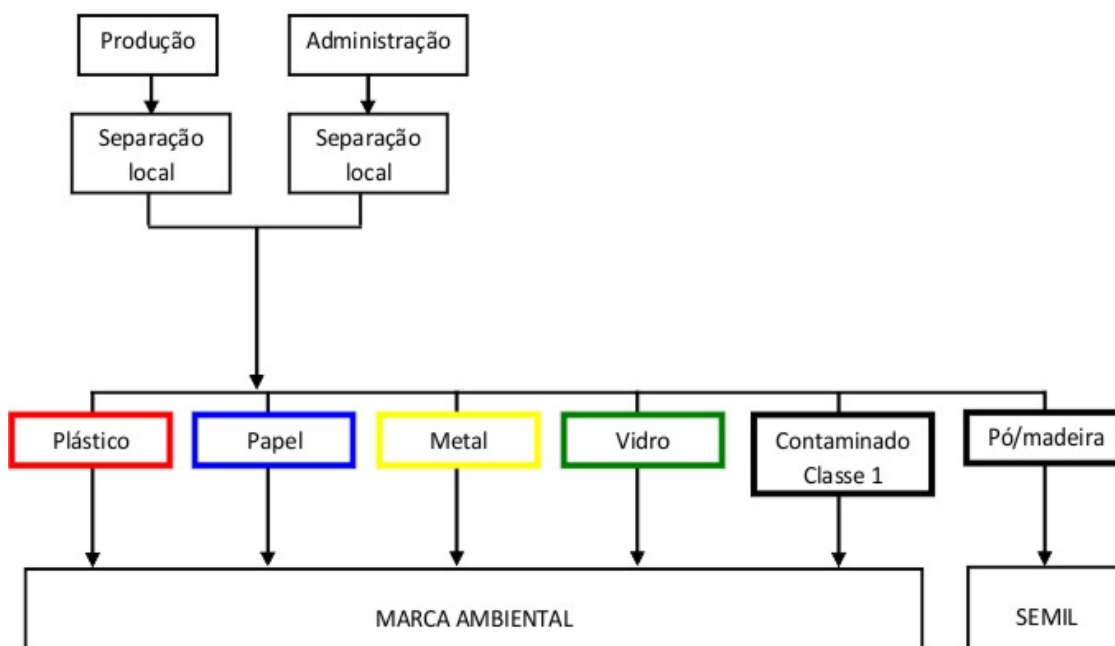 Produção
Administração
Separação
local
Separação
local
Plástico
Papel
Metal
Vidro
Contaminado
Classe 1
Pó/madeira
MARCA AMBIENTAL
SEMIL